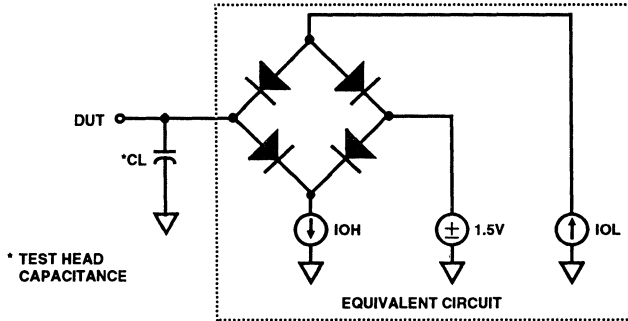 DUT
*CL
IOH
± 1.5V
IOL
* TEST HEAD
CAPACITANCE
EQUIVALENT CIRCUIT